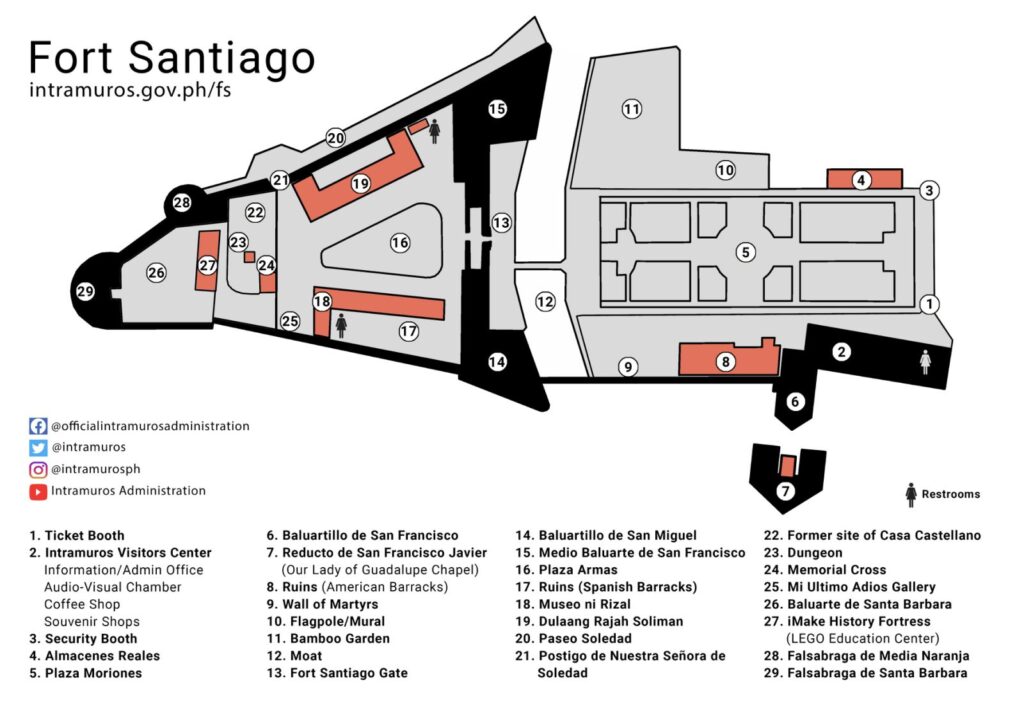 Fort Santiago
intramuros.gov.ph/fs
15
11
20
10
4
21
19
3
28
22
13
16
5
23
27
24
26
29
12
1
18
25
17
2
14
9
8
6
7
@officialintramurosadministration
@intramuros
@intramurosph
Intramuros Administration
Restrooms
1. Ticket Booth
2. Intramuros Visitors Center
Information/Admin Office
Audio-Visual Chamber
Coffee Shop
Souvenir Shops
3. Security Booth
4. Almacenes Reales
5. Plaza Moriones
6. Baluartillo de San Francisco
7. Reducto de San Francisco Javier
(Our Lady of Guadalupe Chapel)
8. Ruins (American Barracks)
9. Wall of Martyrs
10. Flagpole/Mural
11. Bamboo Garden
12. Moat
13. Fort Santiago Gate
14. Baluartillo de San Miguel
15. Medio Baluarte de San Francisco
16. Plaza Armas
17. Ruins (Spanish Barracks)
18. Museo ni Rizal
19. Dulaang Rajah Soliman
20. Paseo Soledad
21. Postigo de Nuestra Señora de
Soledad
22. Former site of Casa Castellano
23. Dungeon
24. Memorial Cross
25. Mi Ultimo Adios Gallery
26. Baluarte de Santa Barbara
27. iMake History Fortress
(LEGO Education Center)
28. Falsabraga de Media Naranja
29. Falsabraga de Santa Barbara